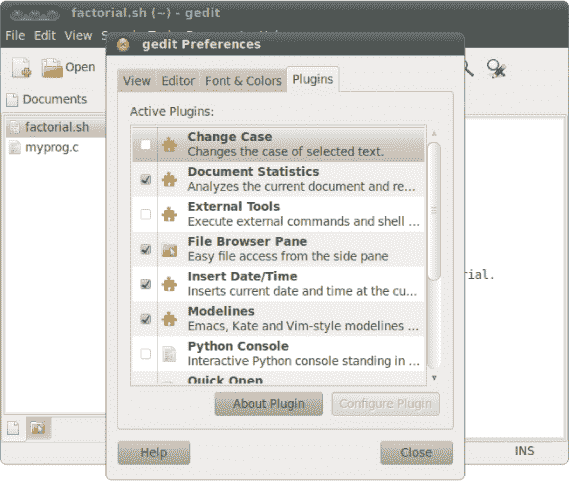 factorial.sh (~) - gedit
File Edit View
gedit Preferences
Open
View Editor Font & Colors Plugins
Documents
Active Plugins:
factorial.sh
myprog.c
Change Case
Changes the case of selected text.
Document Statistics
Analyzes the current document and re...
External Tools
Execute external commands and shell ...
File Browser Pane
Easy file access from the side pane
Insert Date/Time
Inserts current date and time at the cu...
rial.
Modelines
Emacs, Kate and Vim-style modelines ...
Python Console
Interactive Python console standing in ...
Quick Open
About Plugin Configure Plugin
Help Close
INS